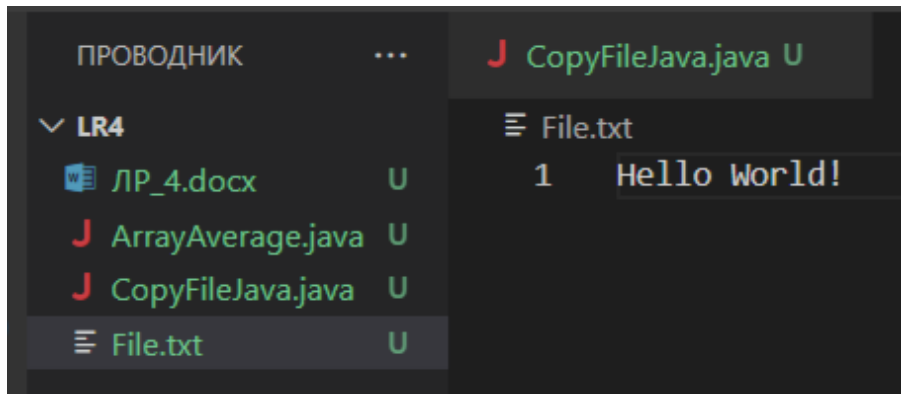 ПРОВОДНИК ...
LR4
ЛР_4.docx U
ArrayAverage.java U
CopyFileJava.java U
File.txt U
CopyFileJava.java U
File.txt
1 Hello World!